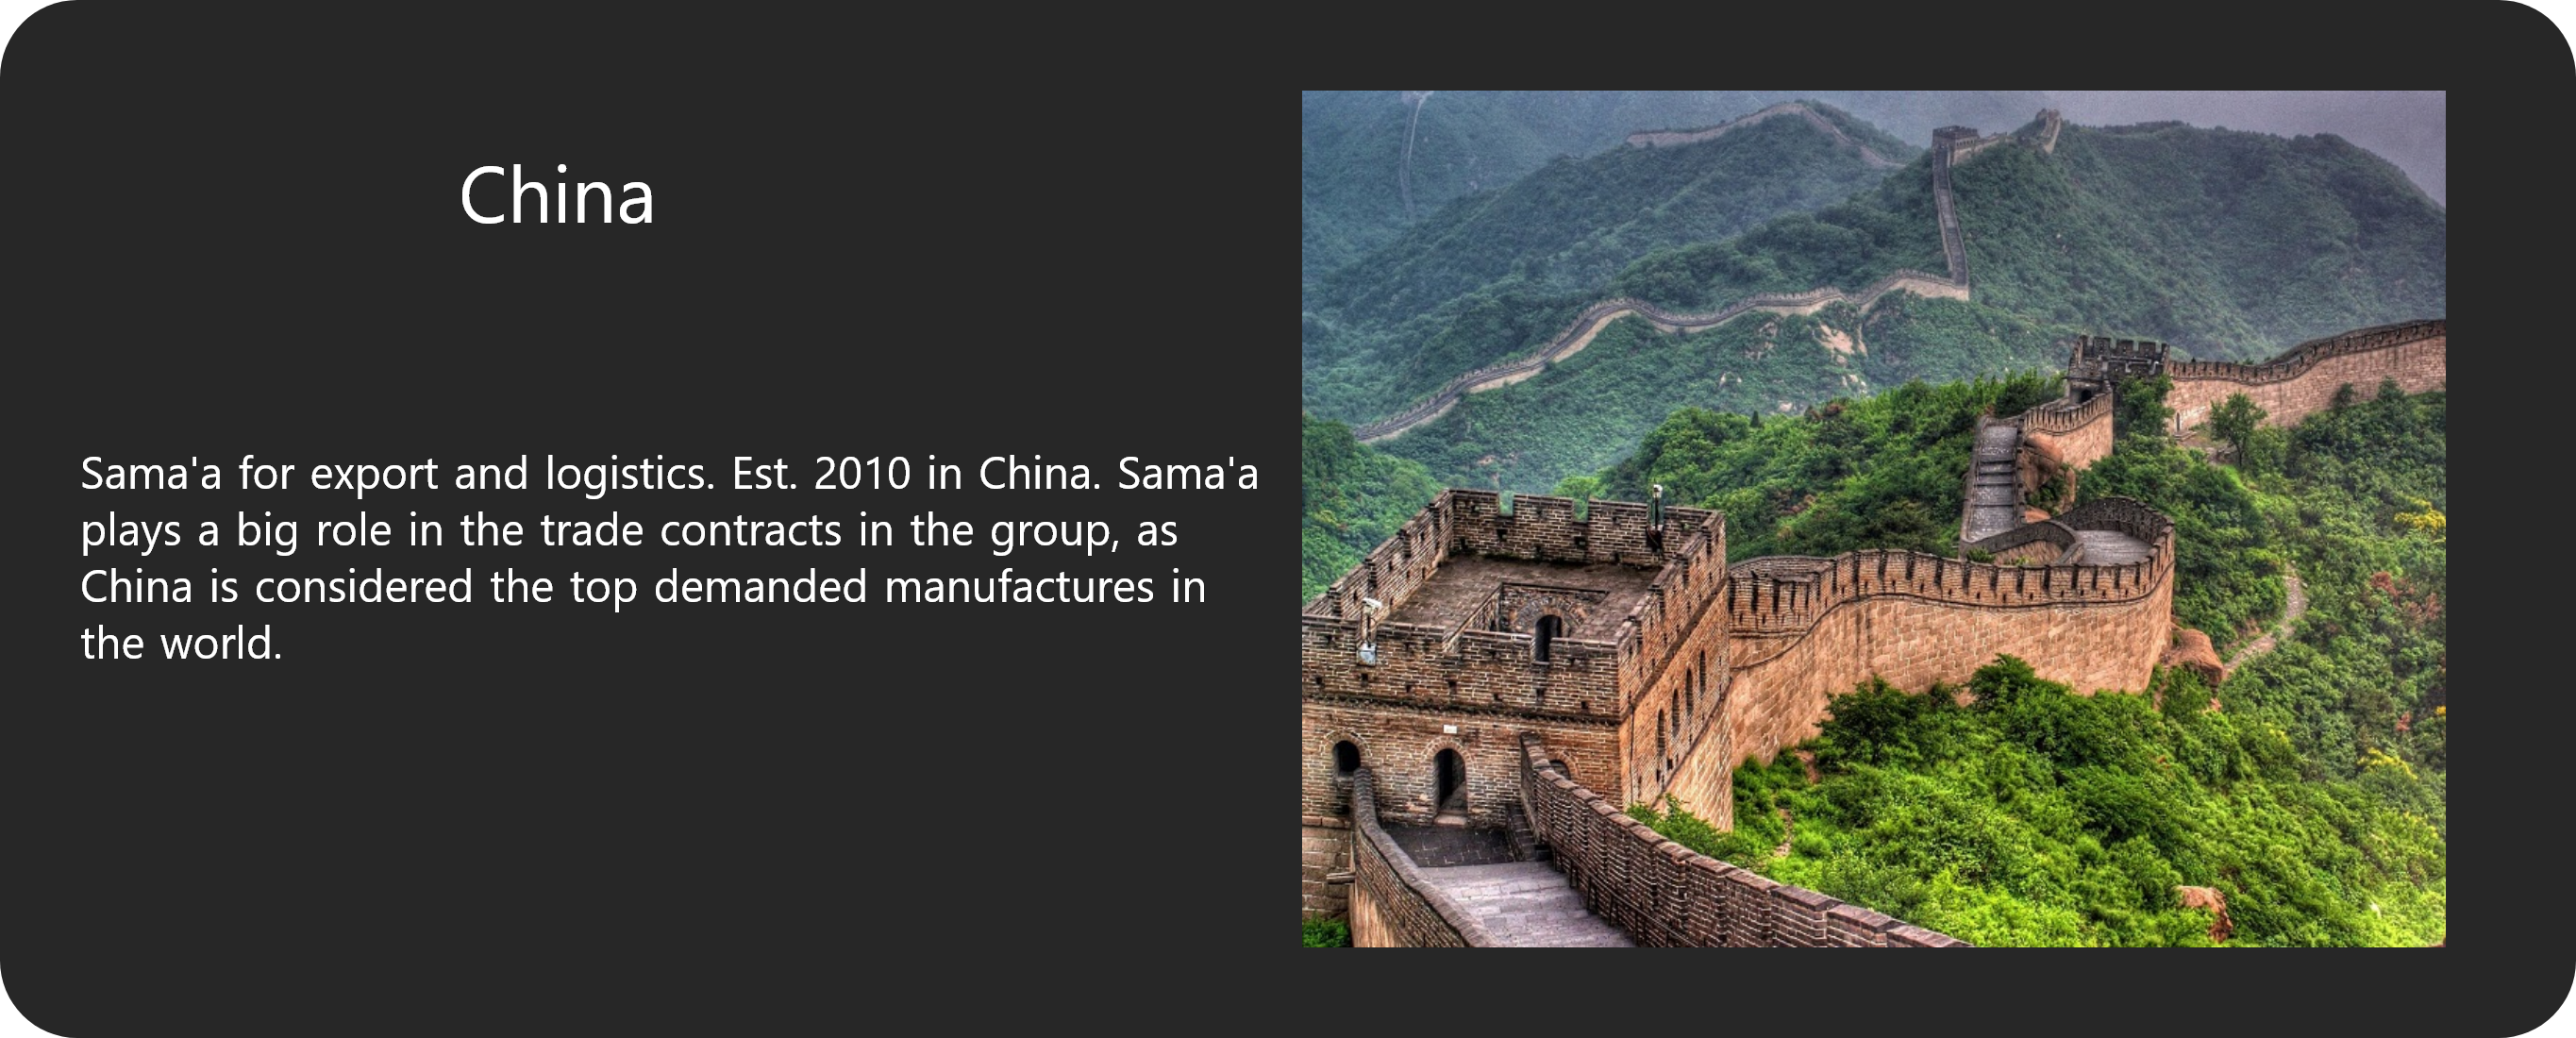 China
Sama'a for export and logistics. Est. 2010 in China. Sama'a
plays a big role in the trade contracts in the group, as
China is considered the top demanded manufactures in
the world.